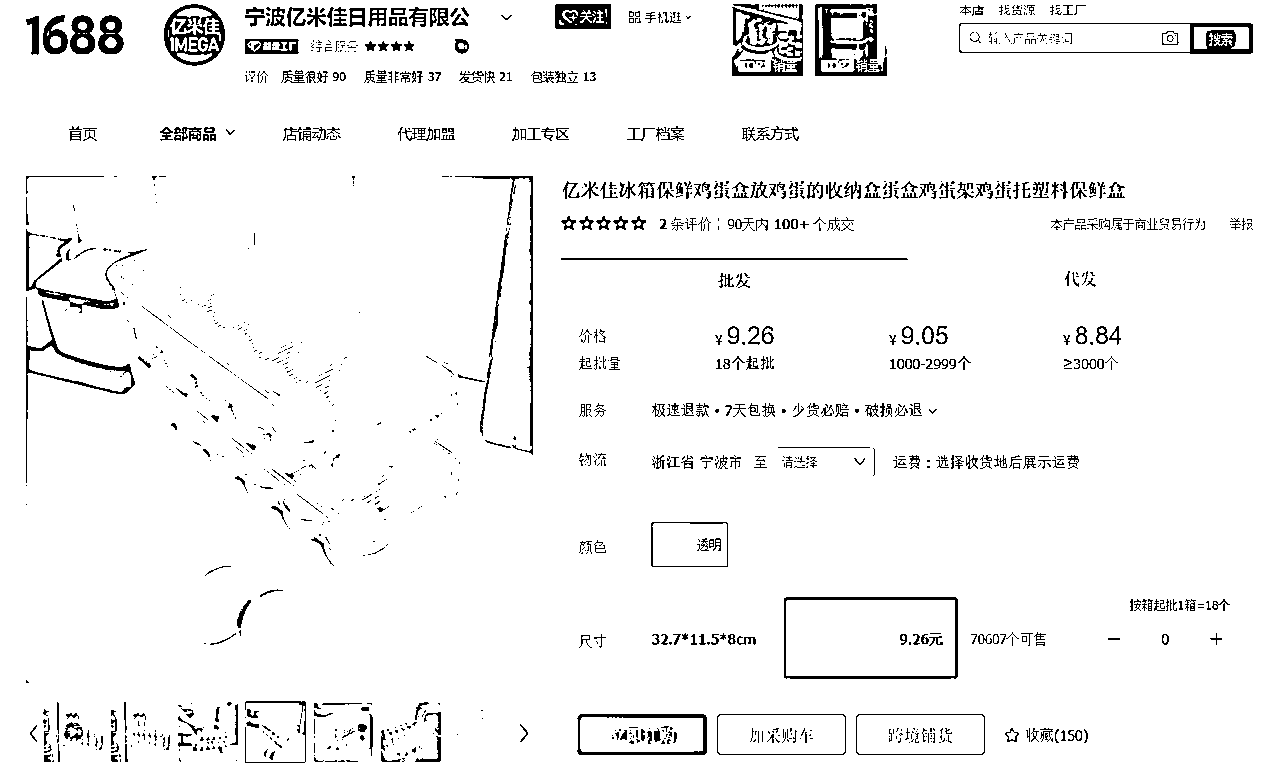 1688
亿米佳
IMEGA
宁波亿米佳日用品有限公
关注
手机逛
综合服务 ★★★★
评价 质量很好 90 质量非常好 37 发货快 21 包装独立 13
销量
销量
本店 找货源 找工厂
输入产品关键词
搜索
首页 全部商品 店铺动态 代理加盟 加工专区 工厂档案 联系方式
亿米佳冰箱保鲜鸡蛋盒放鸡蛋的收纳盒蛋盒鸡蛋架鸡蛋托塑料保鲜盒
2 条评价 90天内 100+ 个成交 本产品采购属于商业贸易行为 举报
批发 代发
价格 ¥9.26 ¥9.05 ¥8.84
起批量 18个起批 1000-2999个 ≥3000个
服务 极速退款 • 7天包换 • 少货必赔 • 破损必退
物流 浙江省 宁波市 至 请选择 运费：选择收货地后展示运费
颜色 透明
按箱起批1箱=18个
尺寸 32.7*11.5*8cm 9.26元 70607个可售 − 0 +
加采购车 跨境铺货 收藏(150)